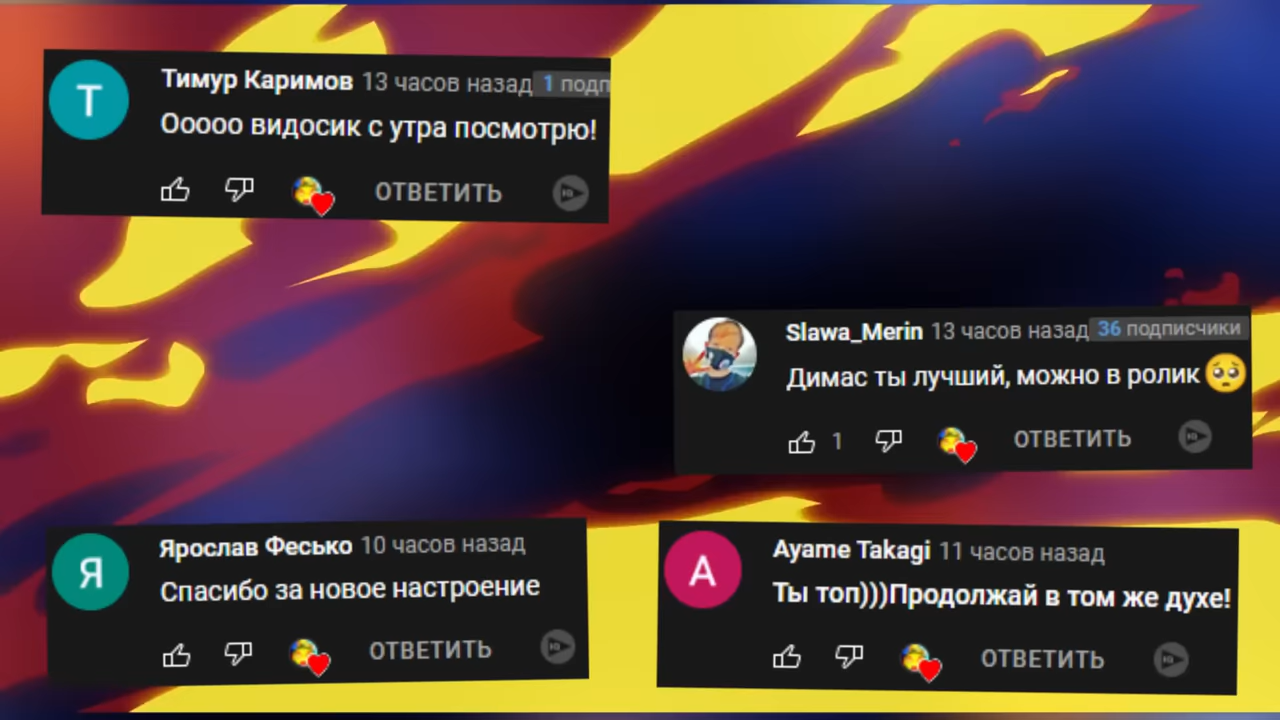 Т
Тимур Каримов 13 часов назад 1 подп
Ооооо видосик с утра посмотрю!
ОТВЕТИТЬ
Slawa_Merin 13 часов назад 36 подписчики
Димас ты лучший, можно в ролик🥺
1 ОТВЕТИТЬ
Я
Ярослав Фесько 10 часов назад
Спасибо за новое настроение
ОТВЕТИТЬ
A
Ayame Takagi 11 часов назад
Ты топ)))Продолжай в том же духе!
ОТВЕТИТЬ